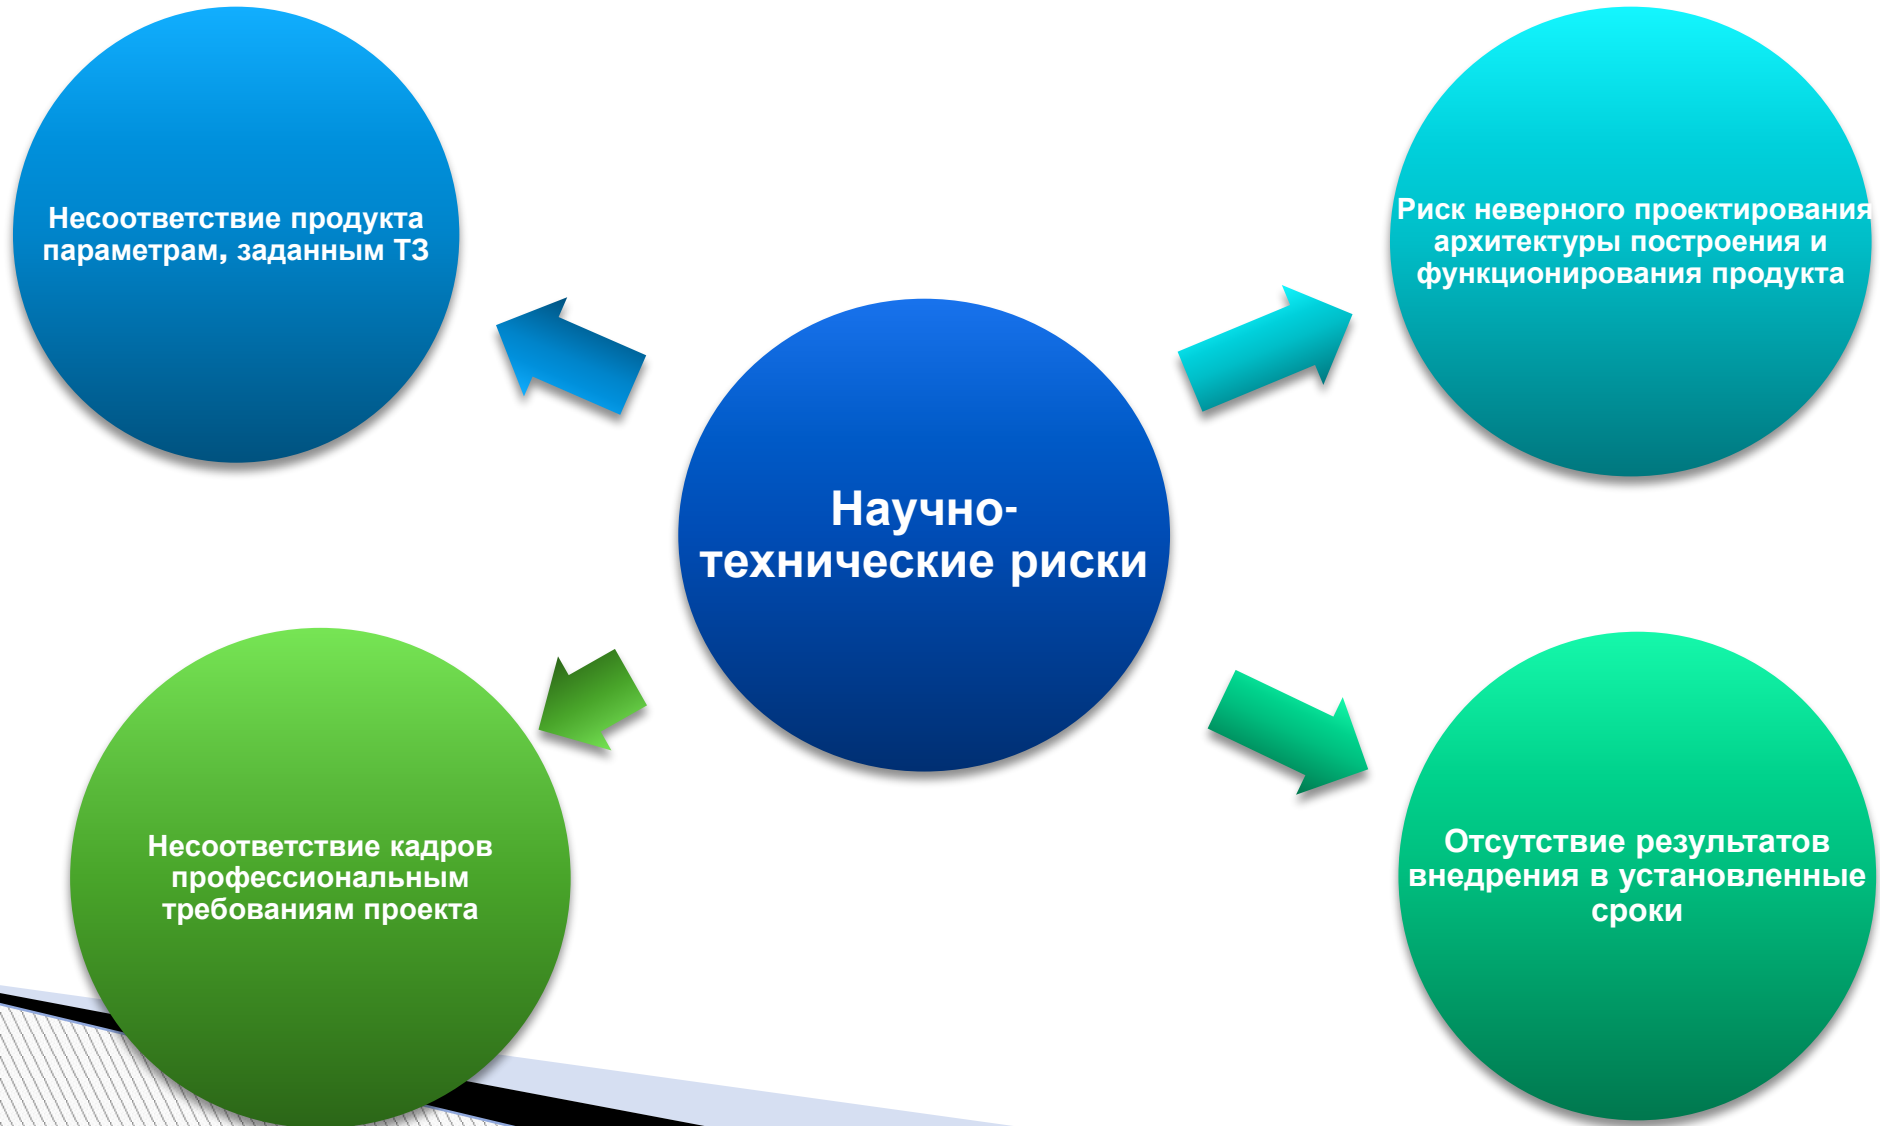 Несоответствие продукта
параметрам, заданным ТЗ
Риск неверного проектирования
архитектуры построения и
функционирования продукта
Научно-
технические риски
Несоответствие кадров
профессиональным
требованиям проекта
Отсутствие результатов
внедрения в установленные
сроки